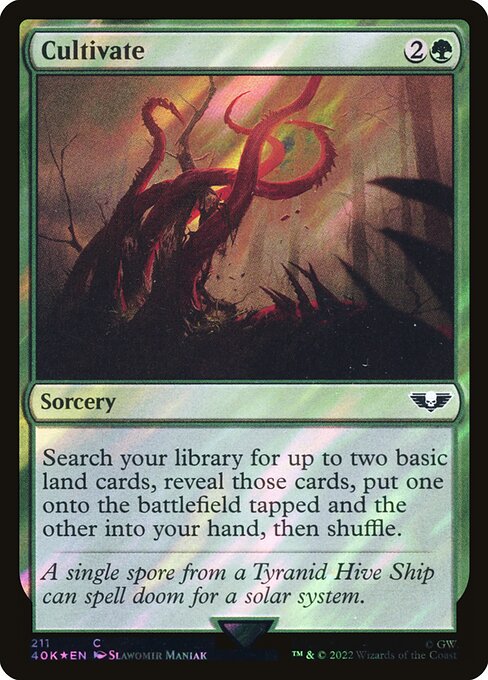 Cultivate 2
Sorcery
Search your library for up to two basic
land cards, reveal those cards, put one
onto the battlefield tapped and the
other into your hand, then shuffle.
A single spore from a Tyranid Hive Ship
can spell doom for a solar system.
211 C © GW
40K★EN Slawomir Maniak ™ & © 2022 Wizards of the Coast